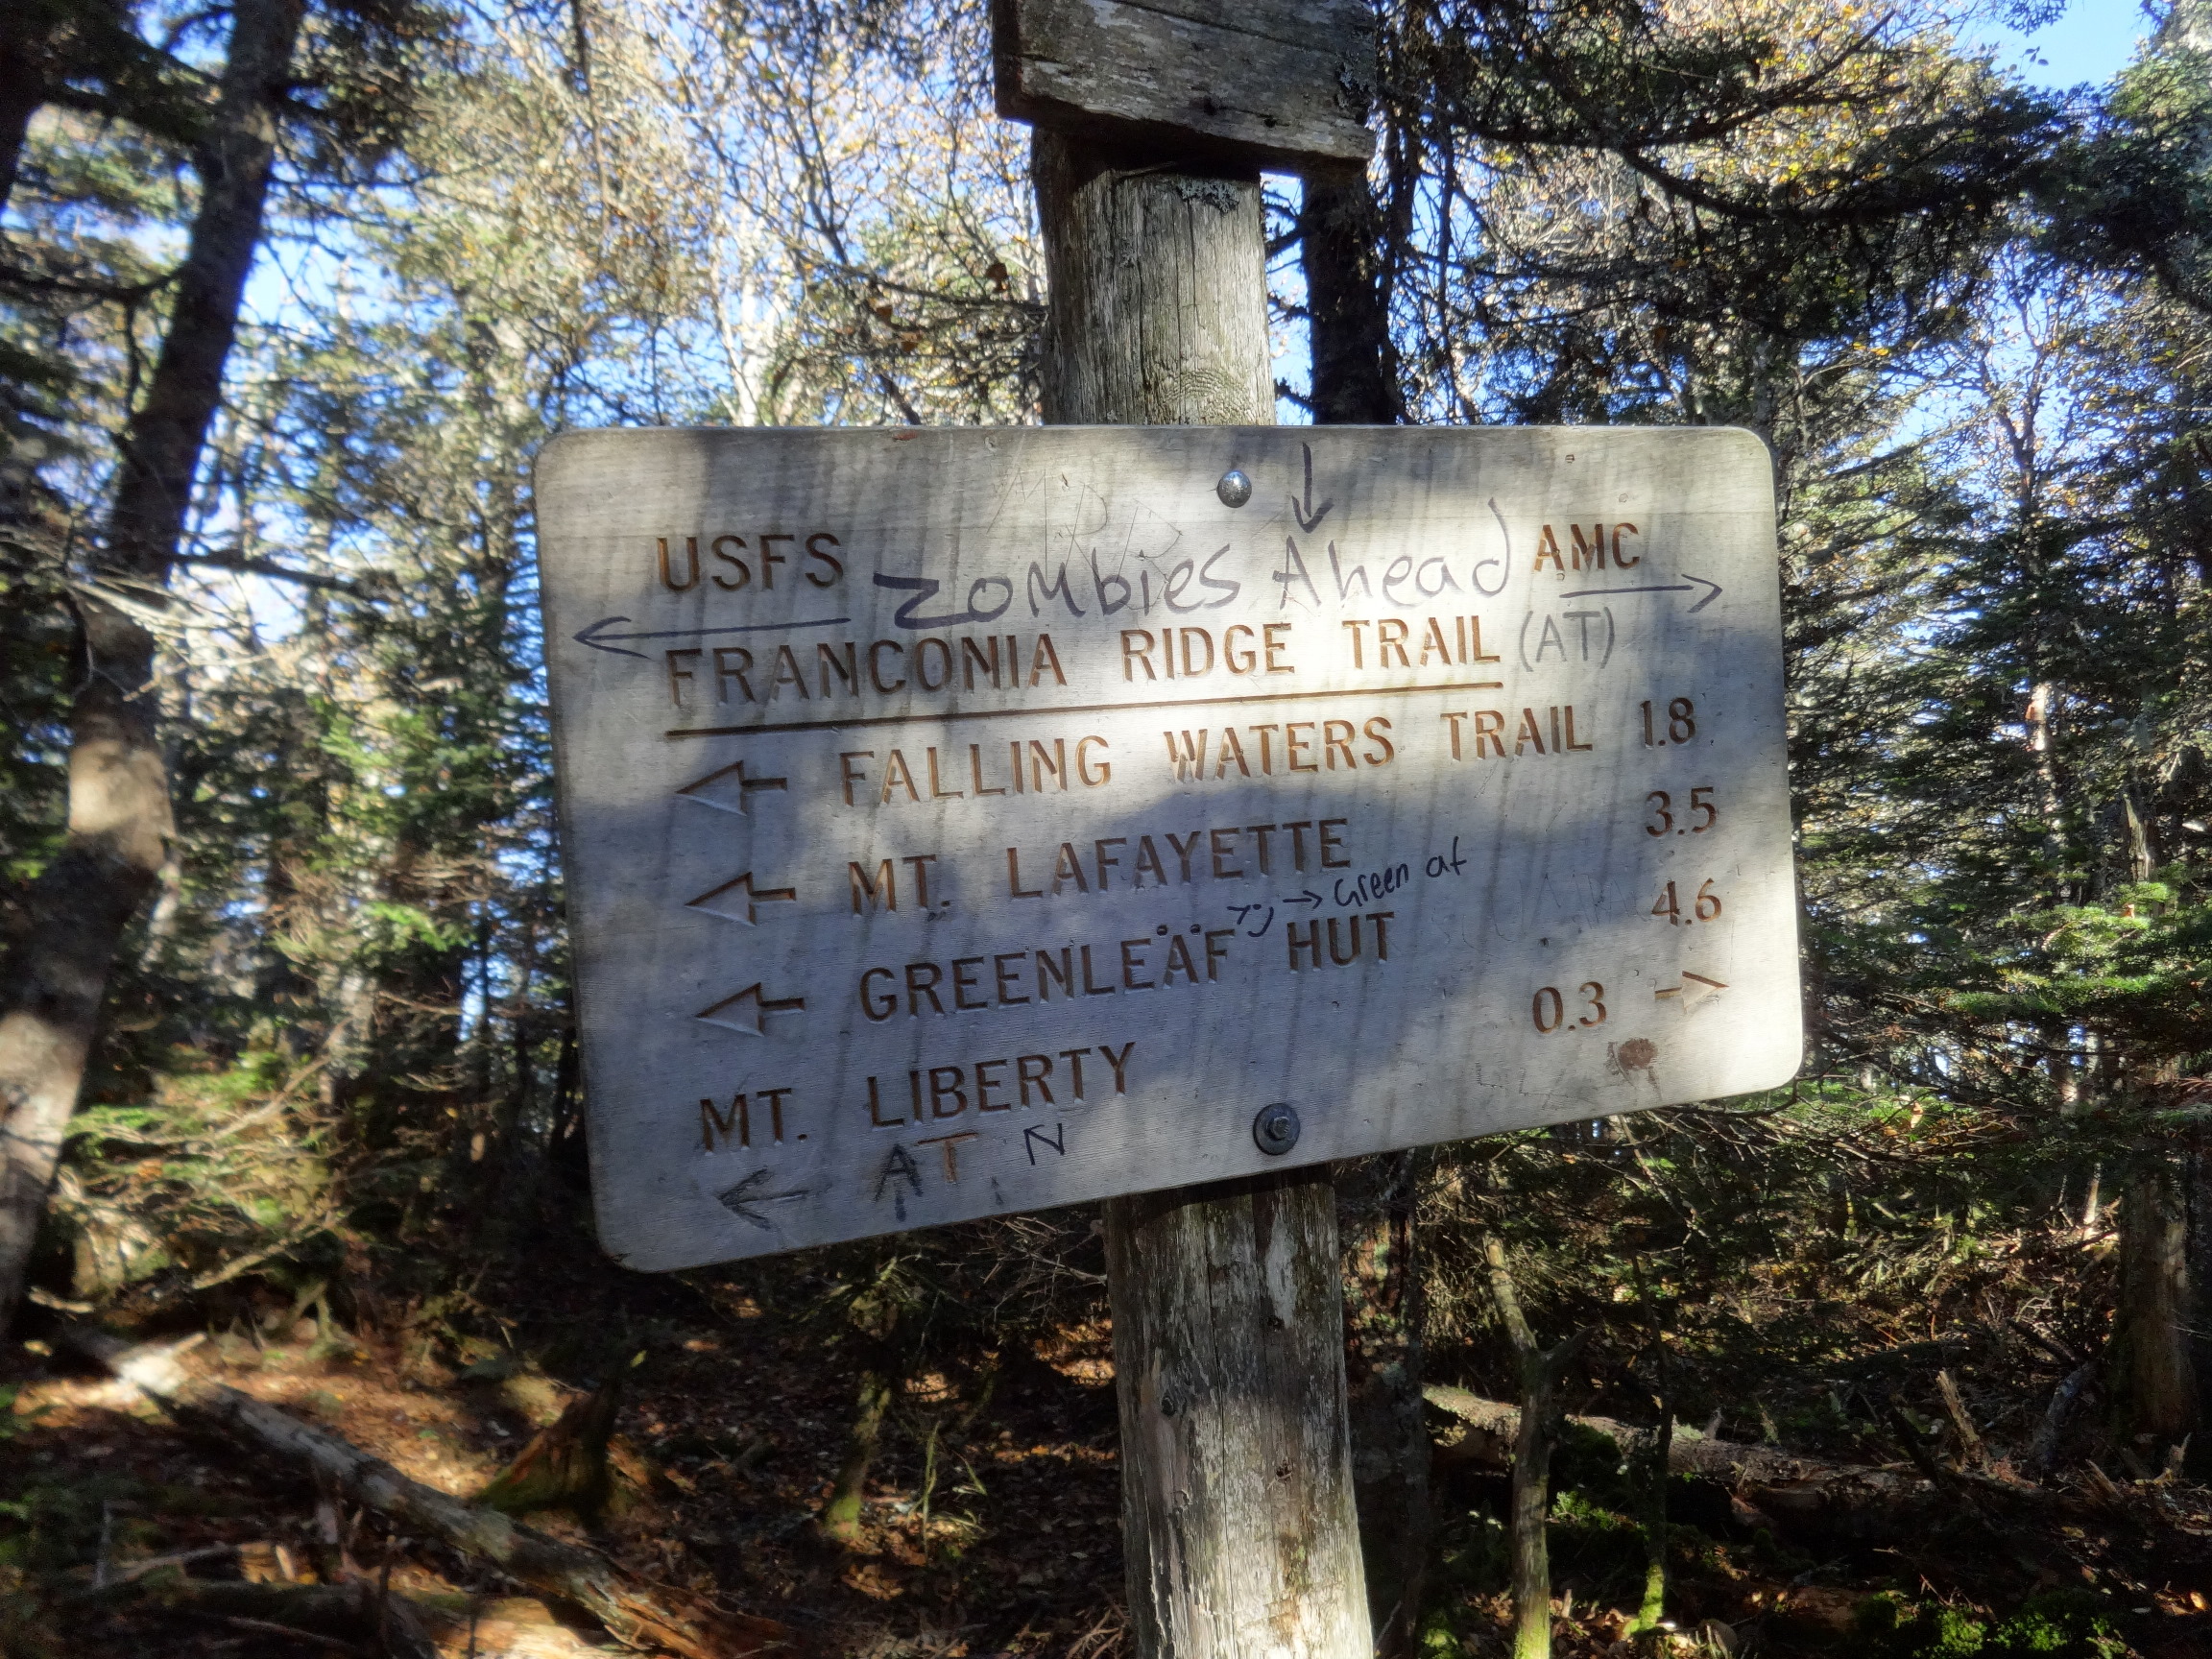 USFS Zombies Ahead AMC
FRANCONIA RIDGE TRAIL (AT)
FALLING WATERS TRAIL 1.8
MT. LAFAYETTE 3.5
→ Green af
GREENLEAF HUT 4.6
MT. LIBERTY 0.3
AT N